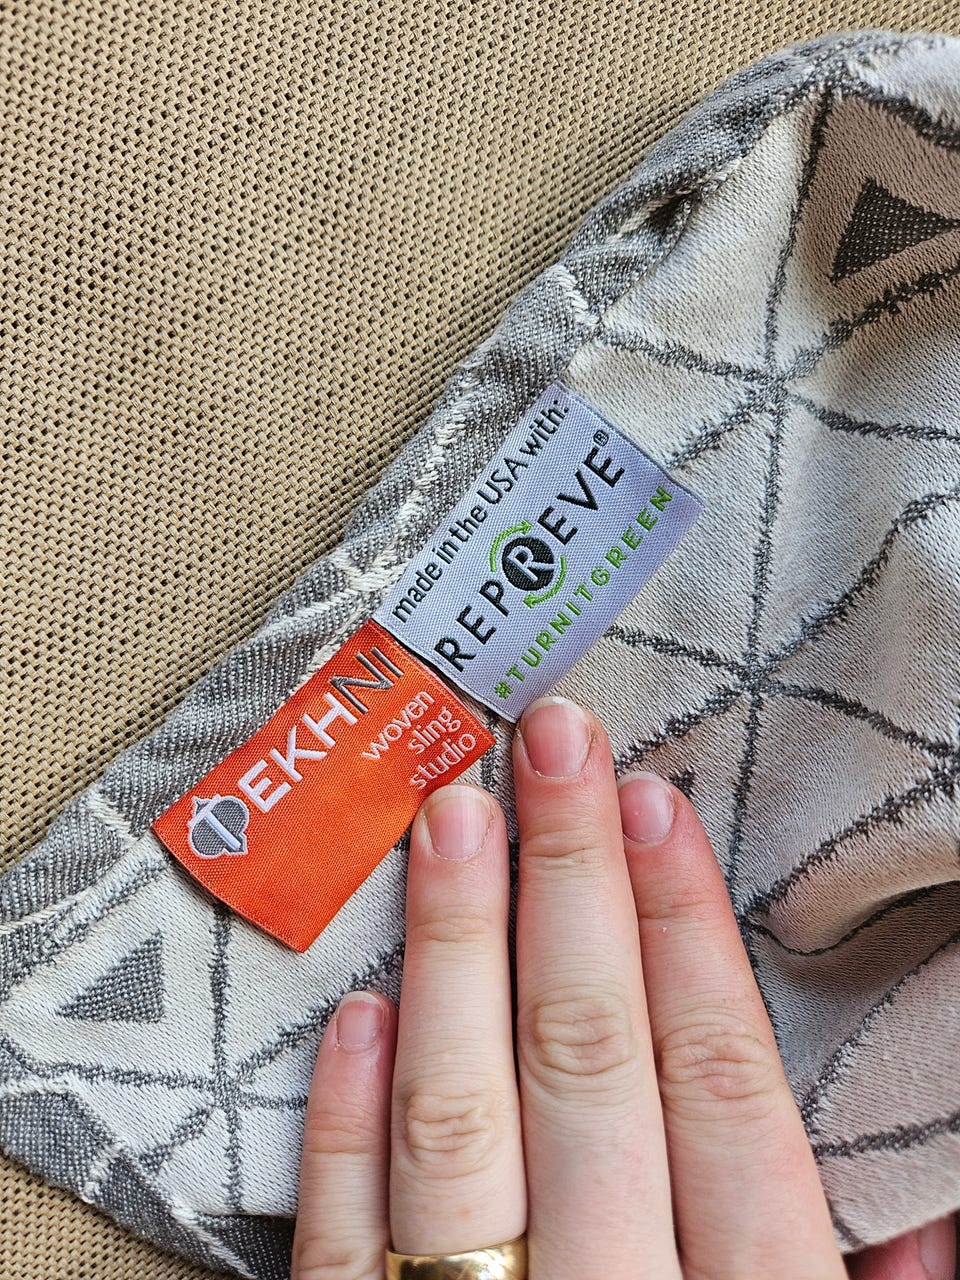 made in the USA with:
REPREVE®
#TURNITGREEN
TEKHNI
woven
sling
studio